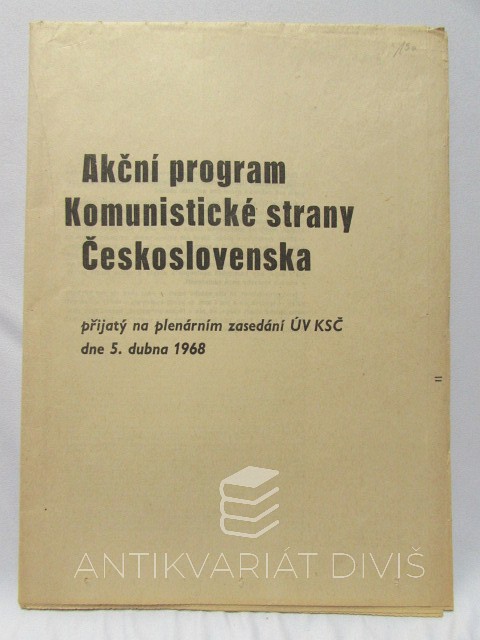 Akční program
Komunistické strany
Československa
přijatý na plenárním zasedání ÚV KSČ
dne 5. dubna 1968
ANTIKVARIÁT DIVIŠ